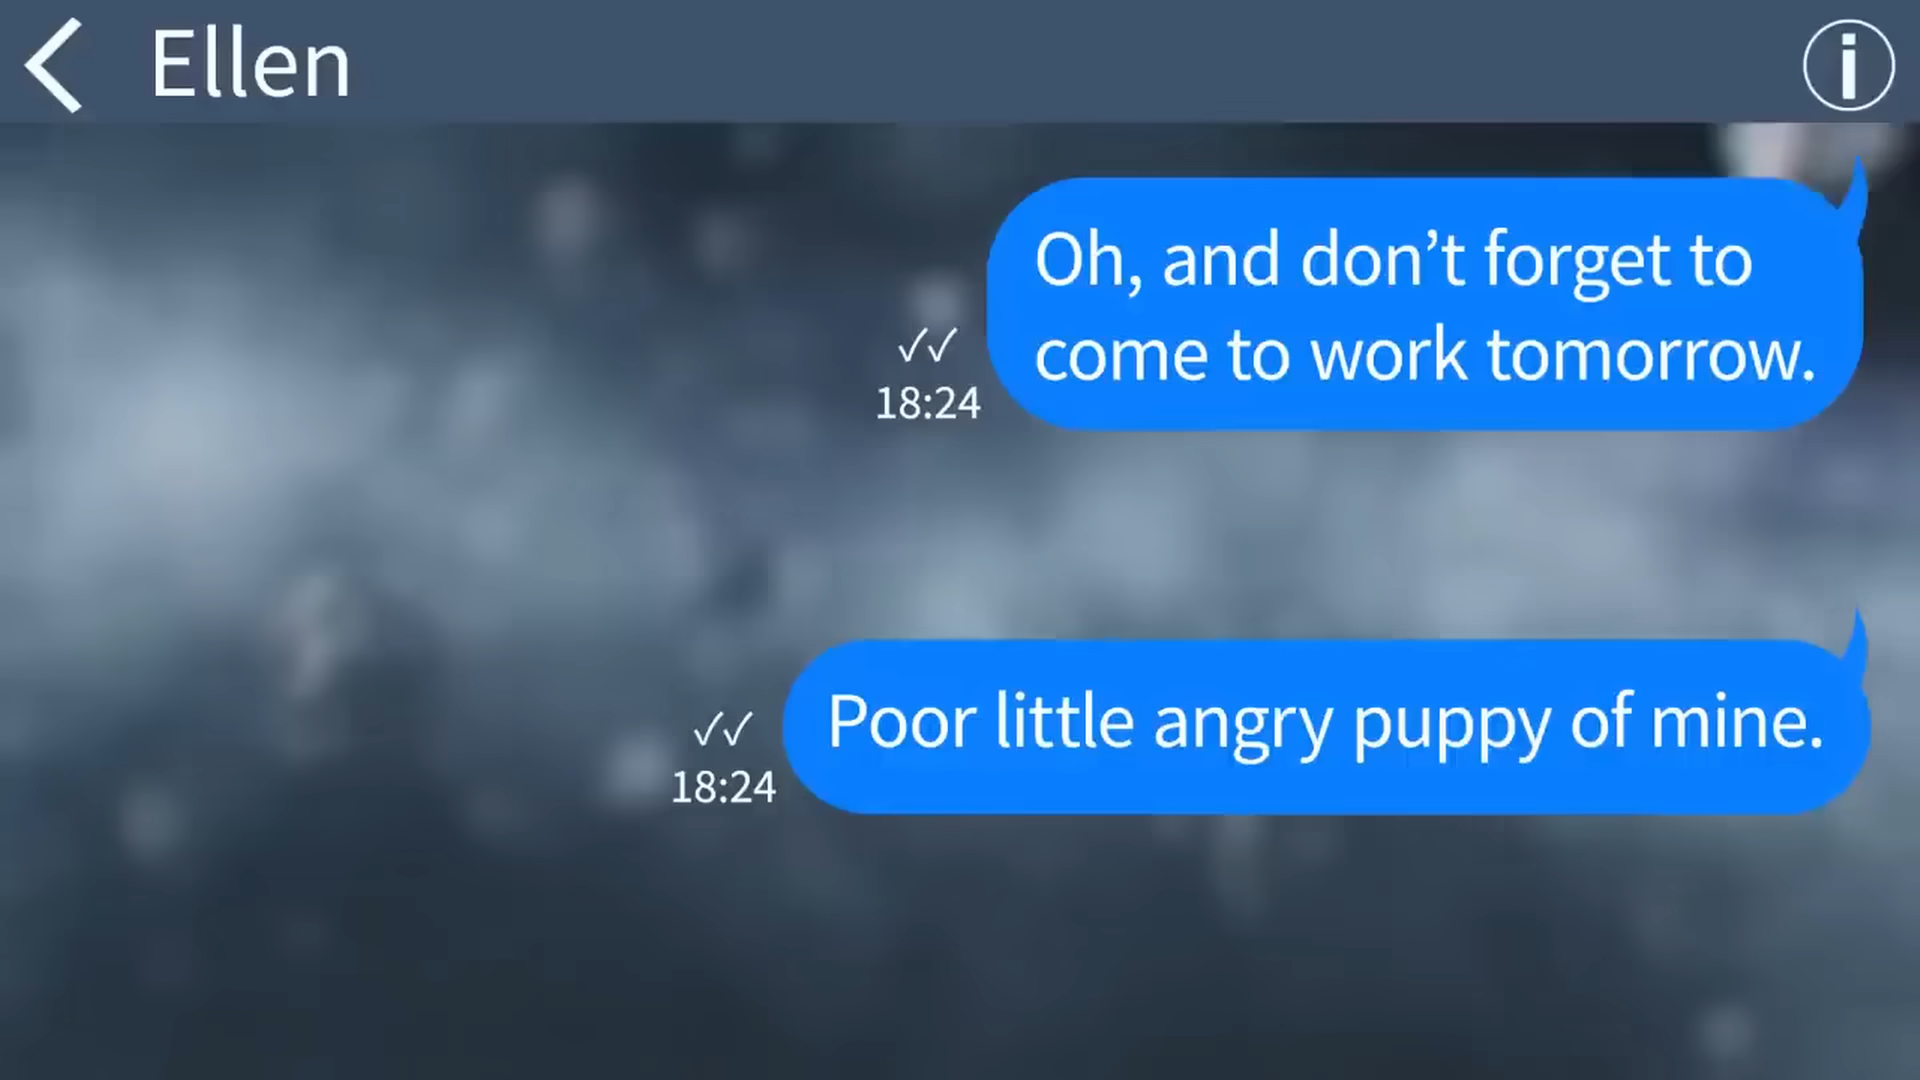 Ellen
Oh, and don’t forget to
come to work tomorrow.
✓✓
18:24
Poor little angry puppy of mine.
✓✓
18:24